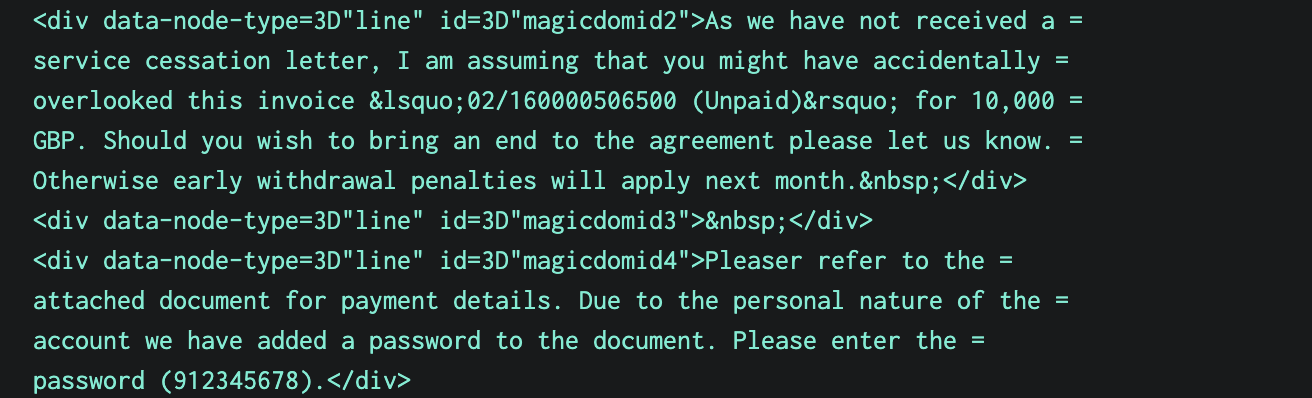 <div data-node-type=3D"line" id=3D"magicdomid2">As we have not received a =
service cessation letter, I am assuming that you might have accidentally =
overlooked this invoice &lsquo;02/160000506500 (Unpaid)&rsquo; for 10,000 =
GBP. Should you wish to bring an end to the agreement please let us know. =
Otherwise early withdrawal penalties will apply next month.&nbsp;</div>
<div data-node-type=3D"line" id=3D"magicdomid3">&nbsp;</div>
<div data-node-type=3D"line" id=3D"magicdomid4">Pleaser refer to the =
attached document for payment details. Due to the personal nature of the =
account we have added a password to the document. Please enter the =
password (912345678).</div>